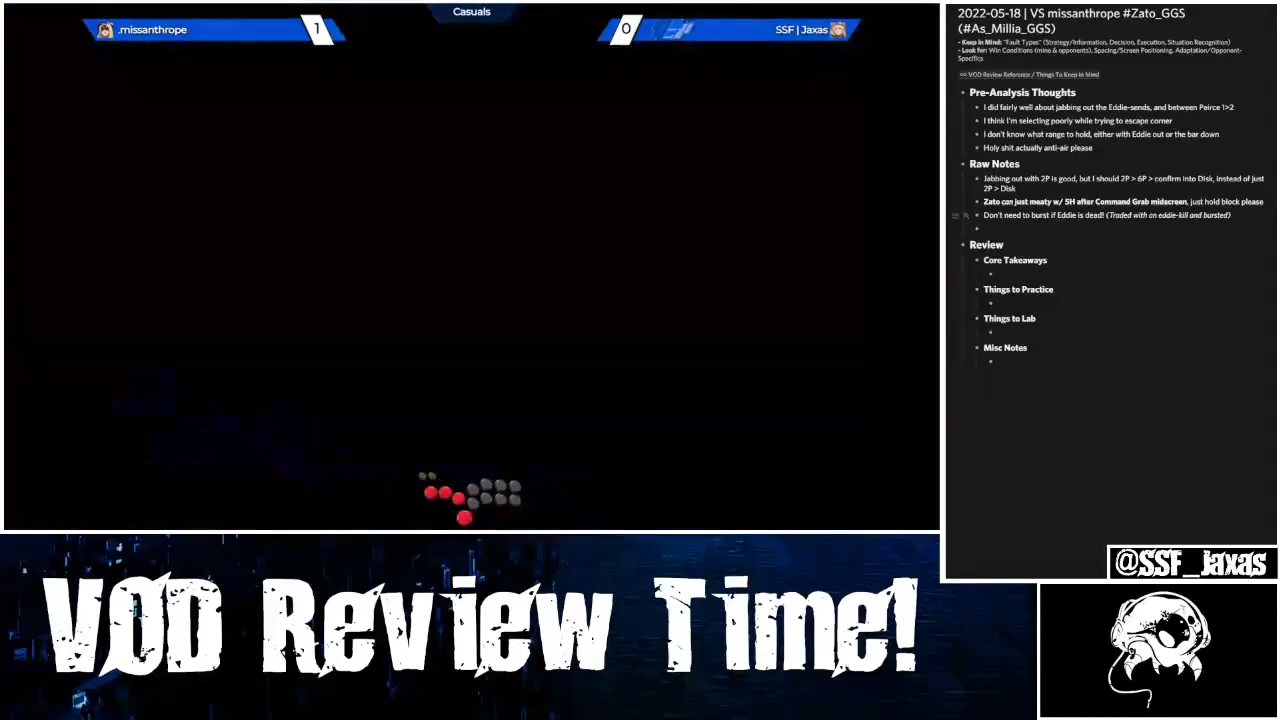 Casuals
.missanthrope
1
0
SSF | Jaxas
2022-05-18 | VS missanthrope #Zato_GGS
(#As_Millia_GGS)
- Keep in Mind: "Fault Types" (Strategy/Information, Decision, Execution, Situation Recognition)
- Look for: Win Conditions (mine & opponents), Spacing/Screen Positioning, Adaptation/Opponent-
Specifics
VOD Review Reference / Things To Keep In Mind
Pre-Analysis Thoughts
I did fairly well about jabbing out the Eddie-sends, and between Peirce 1>2
I think I'm selecting poorly while trying to escape corner
I don't know what range to hold, either with Eddie out or the bar down
Holy shit actually anti-air please
Raw Notes
Jabbing out with 2P is good, but I should 2P > 6P > confirm into Disk, instead of just
2P > Disk
Zato can just meaty w/ 5H after Command Grab midscreen, just hold block please
Don't need to burst if Eddie is dead! (Traded with an eddie-kill and bursted)
Review
Core Takeaways
Things to Practice
Things to Lab
Misc Notes
@SSF_Jaxas
VOD Review Time!